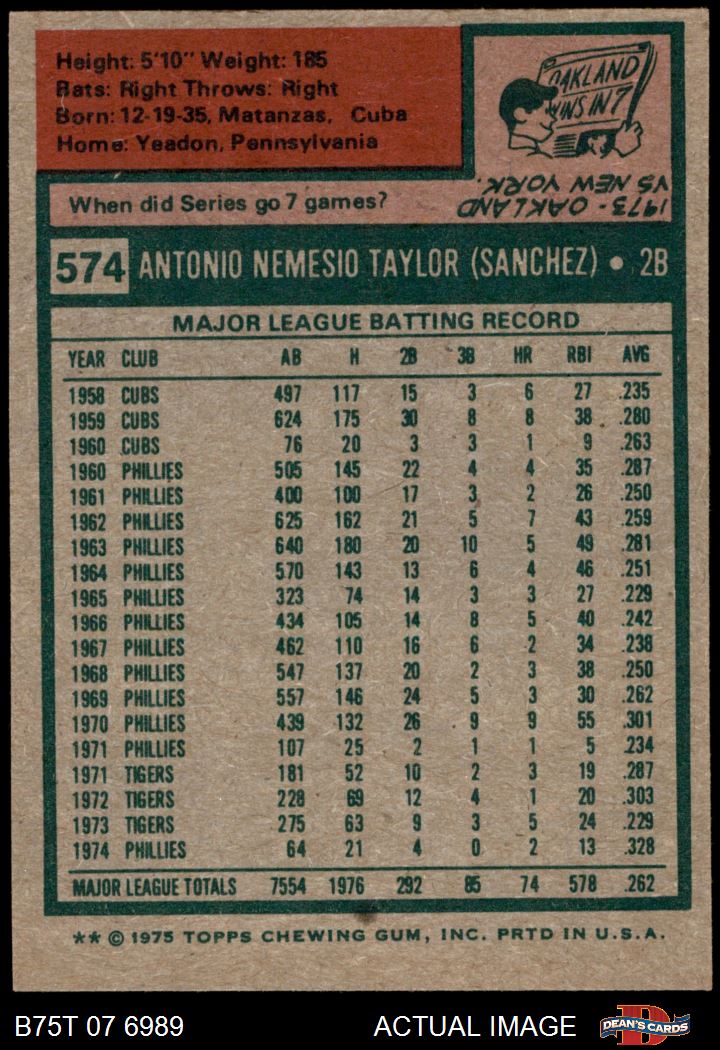 Height: 5'10" Weight: 185
Bats: Right Throws: Right
Born: 12-19-35, Matanzas, Cuba
Home: Yeadon, Pennsylvania
OAKLAND
WINS IN 7
When did Series go 7 games?
1973 - OAKLAND
VS NEW YORK.
574 ANTONIO NEMESIO TAYLOR (SANCHEZ) • 2B
MAJOR LEAGUE BATTING RECORD
YEAR CLUB AB H 2B 3B HR RBI AVG
1958 CUBS 497 117 15 3 6 27 .235
1959 CUBS 624 175 30 8 8 38 .280
1960 CUBS 76 20 3 3 1 9 .263
1960 PHILLIES 505 145 22 4 4 35 .287
1961 PHILLIES 400 100 17 3 2 26 .250
1962 PHILLIES 625 162 21 5 7 43 .259
1963 PHILLIES 640 180 20 10 5 49 .281
1964 PHILLIES 570 143 13 6 4 46 .251
1965 PHILLIES 323 74 14 3 3 27 .229
1966 PHILLIES 434 105 14 8 5 40 .242
1967 PHILLIES 462 110 16 6 2 34 .238
1968 PHILLIES 547 137 20 2 3 38 .250
1969 PHILLIES 557 146 24 5 3 30 .262
1970 PHILLIES 439 132 26 9 9 55 .301
1971 PHILLIES 107 25 2 1 1 5 .234
1971 TIGERS 181 52 10 2 3 19 .287
1972 TIGERS 228 69 12 4 1 20 .303
1973 TIGERS 275 63 9 3 5 24 .229
1974 PHILLIES 64 21 4 0 2 13 .328
MAJOR LEAGUE TOTALS 7554 1976 292 85 74 578 .262
** © 1975 TOPPS CHEWING GUM, INC. PRTD IN U.S.A.
B75T 07 6989 ACTUAL IMAGE
D
DEAN'S CARDS